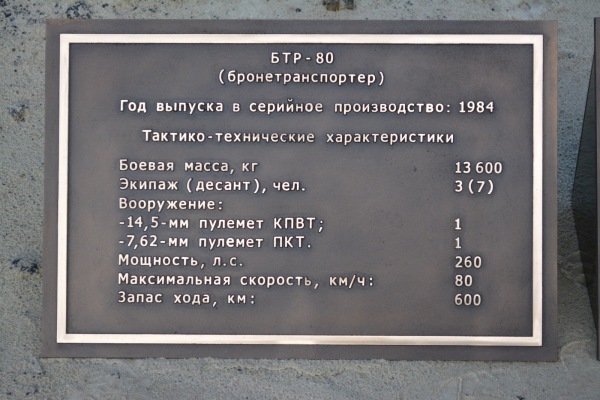 БТР-80
(бронетранспортер)
Год выпуска в серийное производство: 1984
Тактико-технические характеристики
Боевая масса, кг 13 600
Экипаж (десант), чел. 3 (7)
Вооружение:
-14,5-мм пулемет КПВТ; 1
-7,62-мм пулемет ПКТ. 1
Мощность, л.с. 260
Максимальная скорость, км/ч: 80
Запас хода, км: 600